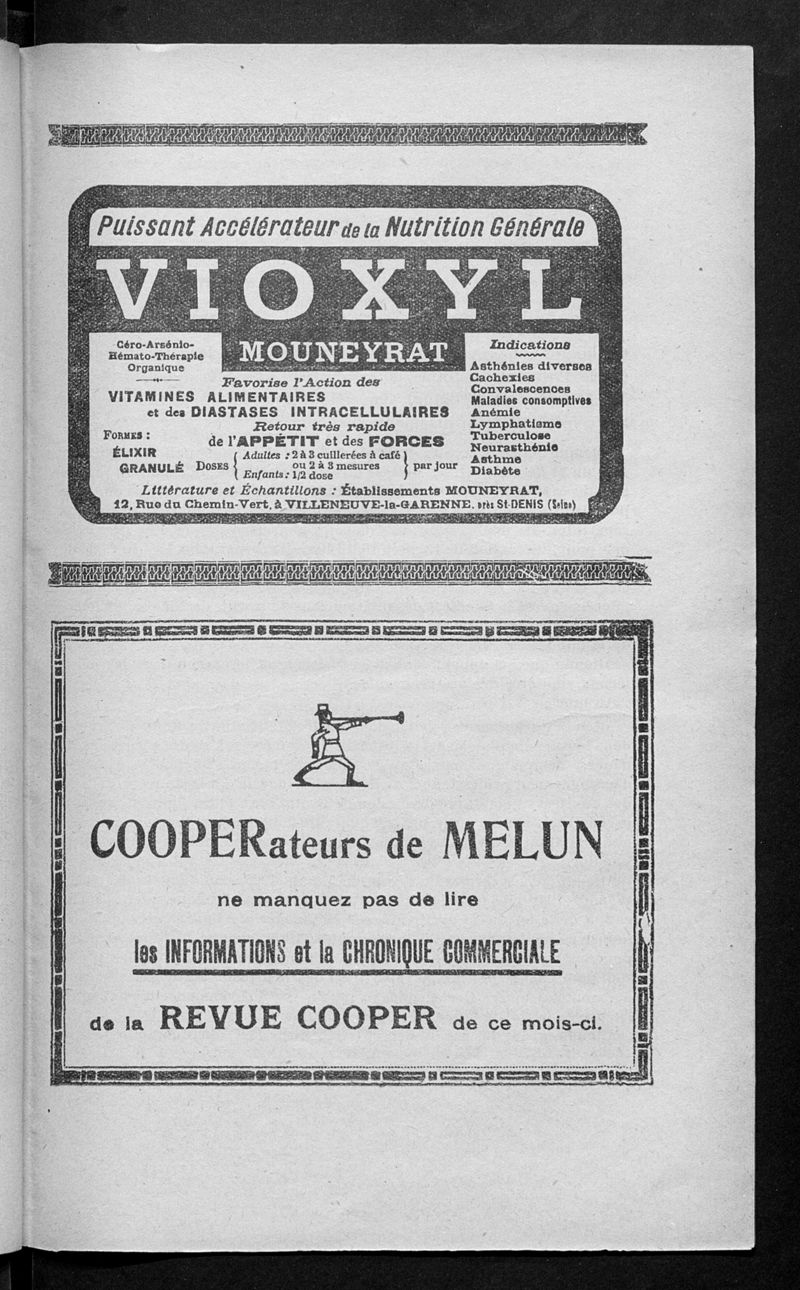 Puissant Accélérateur de la Nutrition Générale
VIOXYL
MOUNEYRAT
Céro-Arsénio-
Hémato-Thérapie
Organique
Favorise l'Action des
VITAMINES ALIMENTAIRES
et des DIASTASES INTRACELLULAIRES
Retour très rapide
de l'APPÉTIT et des FORCES
FORMES :
ÉLIXIR
GRANULÉ
DOSES { Adultes : 2 à 3 cuillerées à café
ou 2 à 3 mesures
Enfants : 1/2 dose } par jour
Indications
Asthénies diverses
Cachexies
Convalescences
Maladies consomptives
Anémie
Lymphatisme
Tuberculose
Neurasthénie
Asthme
Diabète
Littérature et Échantillons : Établissements MOUNEYRAT,
12, Rue du Chemin-Vert, à VILLENEUVE-la-GARENNE, près St-DENIS (Seine)
COOPERateurs de MELUN
ne manquez pas de lire
les INFORMATIONS et la CHRONIQUE COMMERCIALE
de la REVUE COOPER de ce mois-ci.